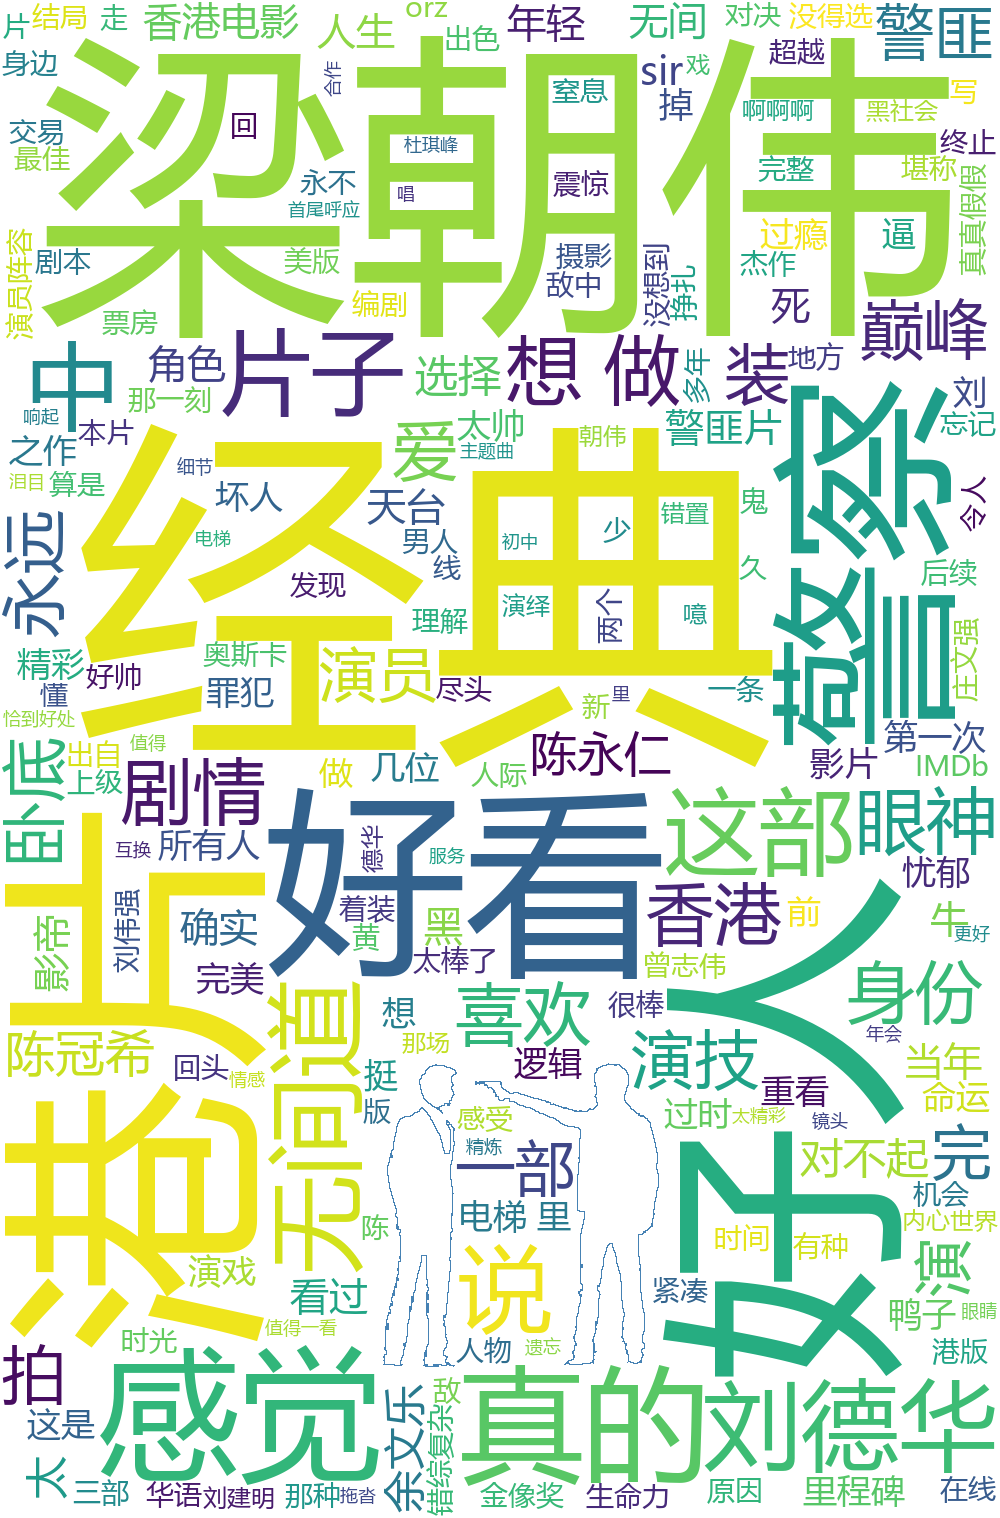 片 结局 走 香港电影 人生 orz 出色 年轻 无间 对决 没得选 警匪
身边 合作 窒息 sir 戏 掉 超越 写
梁朝伟
交易 最佳 回 杜琪峰 永不 唱 震惊 啊啊啊 黑社会 终止
首尾呼应 完整 堪称 真真假假
演员阵容 剧本 美版 摄影 敌中 没想到 挣扎 过瘾 逼 杰作
票房 编剧 死 巅峰
中 角色 片子 选择 想 做 多年 装 地方 刘
那一刻 响起 本片 爱 太帅 警匪片 忘记
之作 细节 主题曲 朝伟 警察
泪目 算是 坏人 天台 错置 鬼 令人
经典
永远 电梯 男人 线 初中 少 久 后续
发现 理解 演绎 两个 噫 庄文强
精彩 好帅 奥斯卡 演员
懂 罪犯 尽头 新 里 一条
恰到好处 值得 第一次
卧底 出自 上级 剧情 做 几位 人际 陈永仁 影片 IMDb
互换 所有人 德华 服务 好看 这部 眼神
港片 刘伟强 着装 香港 前 忧郁
影帝 确实 黄 黑 太棒了 曾志伟 牛 更好
完美 无间道 想 喜欢 很棒 好人 身份
陈冠希 回头 情感 那场 逻辑 演技 年会 当年
挺 版 感受 过时 重看 太精彩 镜头 命运
精炼 一部 对不起 完
陈 电梯 里 机会 内心世界
演戏 说 时间 有种 演
看过 紧凑 鸭子 眼睛
时光 值得一看 人物 遗忘 港版
拍 感觉 敌 真的 刘德华
这是 余文乐 错综复杂
太 三部 华语 刘建明 那种 拖沓 金像奖 生命力 原因 里程碑 在线